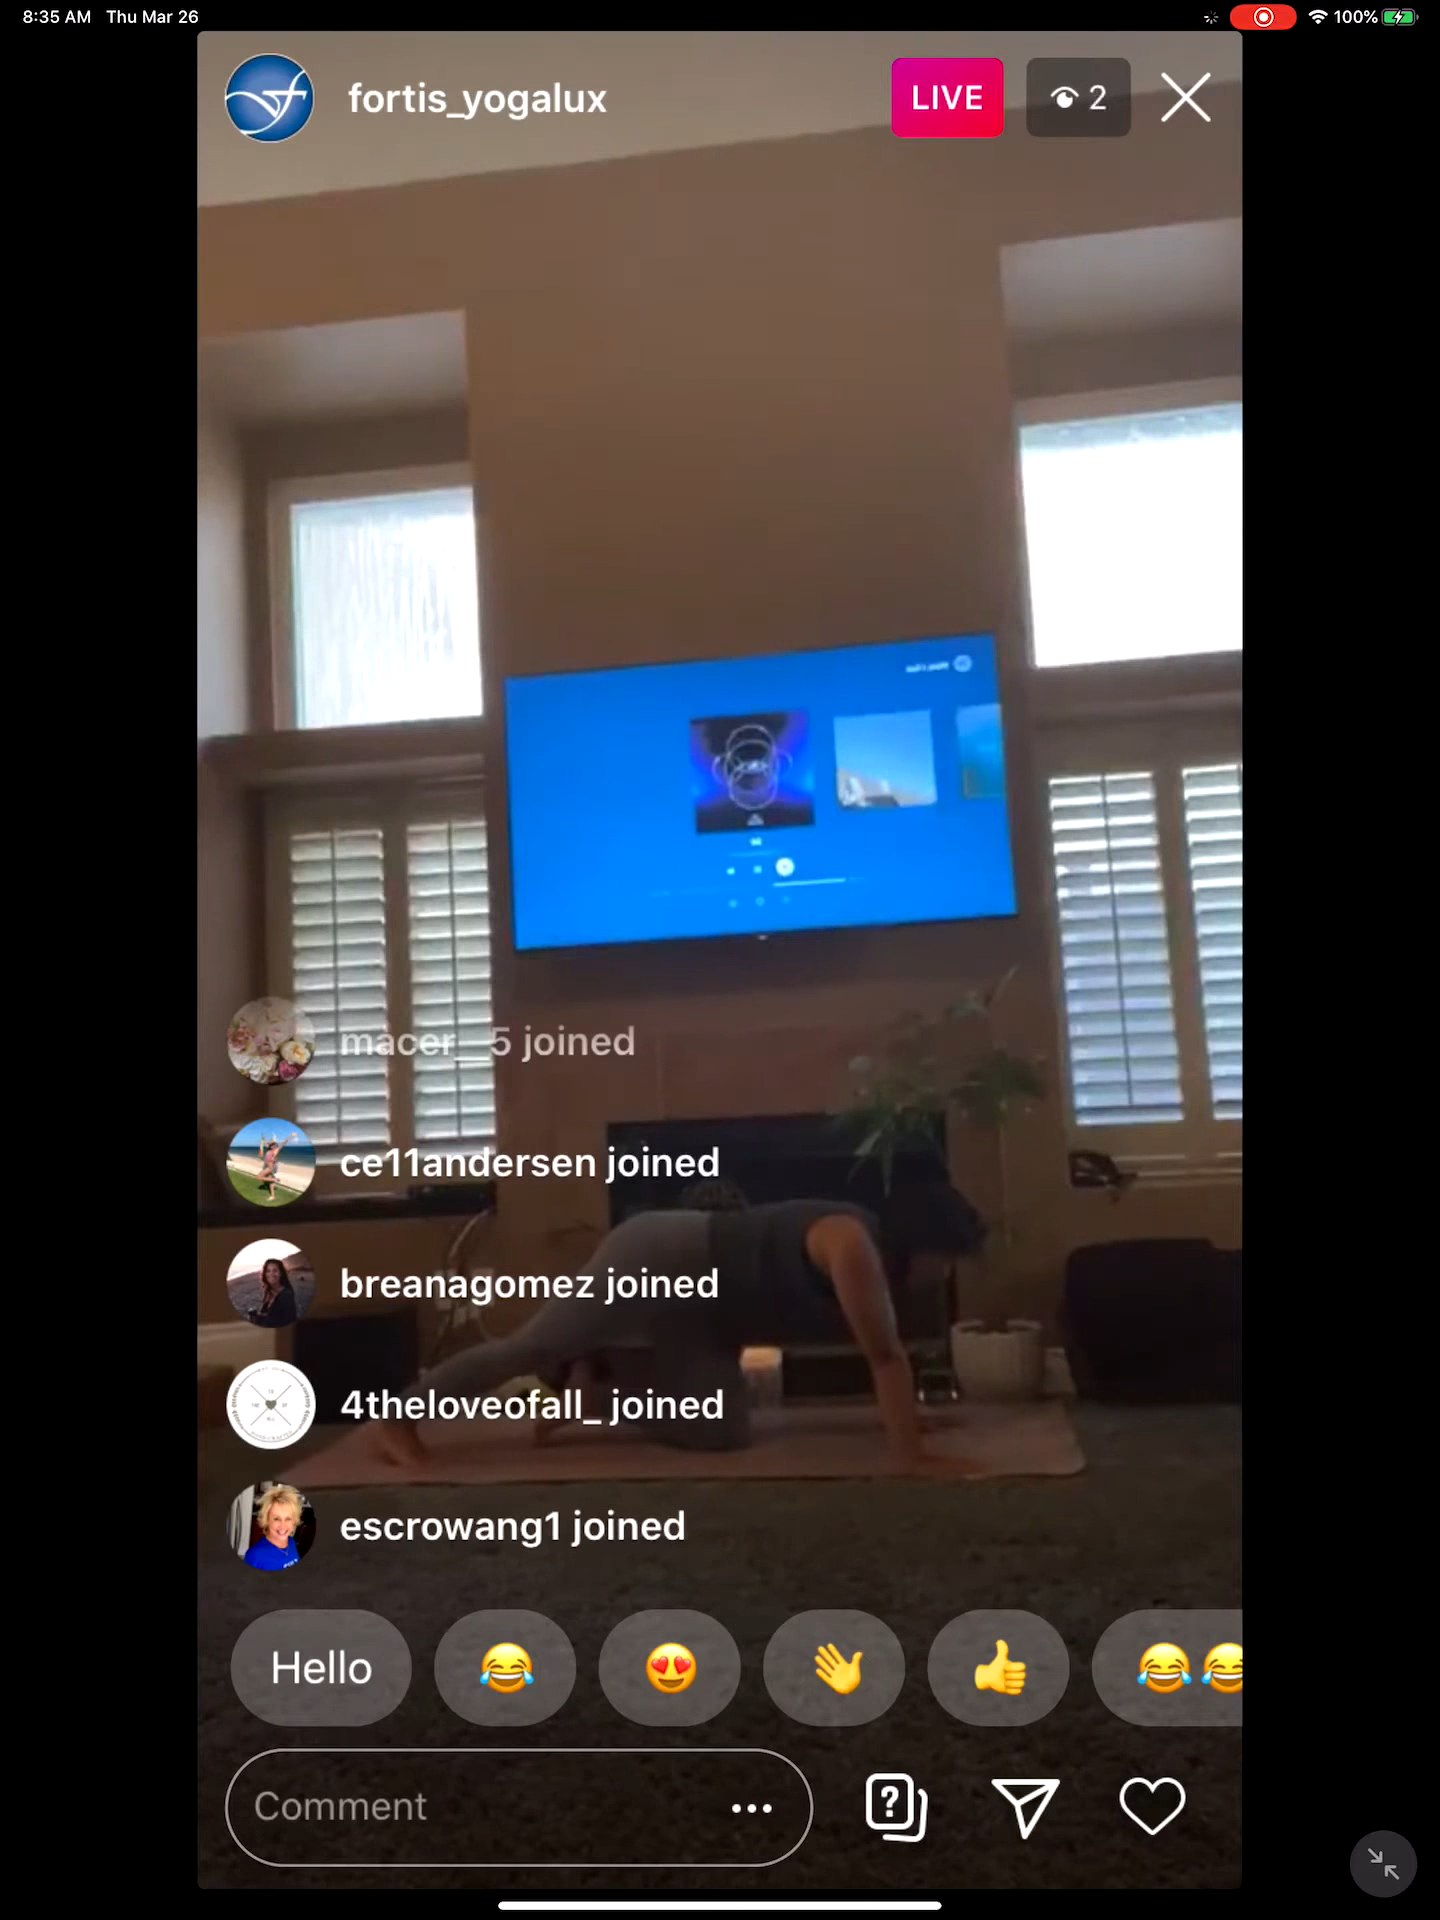 8:35 AM Thu Mar 26
100%
fortis_yogalux
LIVE
2
macer__5 joined
ce11andersen joined
breanagomez joined
4theloveofall_ joined
escrowang1 joined
Hello
Comment